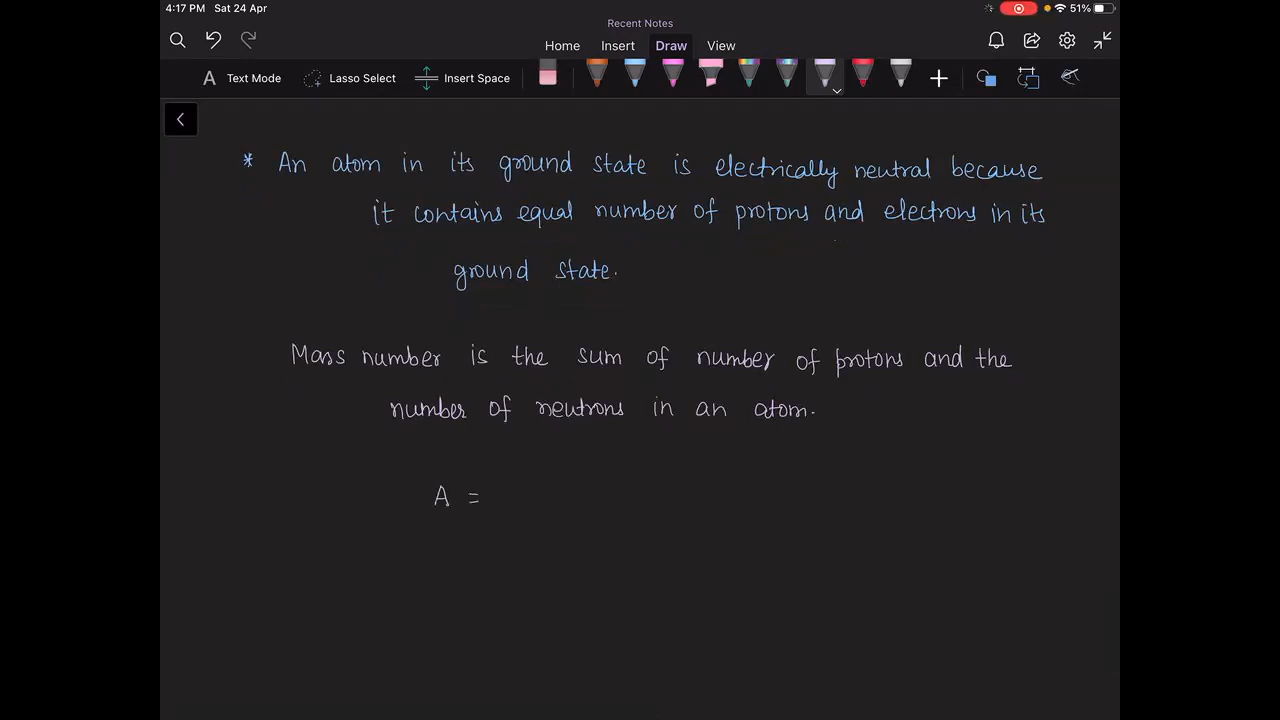 4:17 PM Sat 24 Apr
51%
Recent Notes
Home Insert Draw View
Text Mode Lasso Select Insert Space
* An atom in its ground state is electrically neutral because
it contains equal number of protons and electrons in its
ground state.
Mass number is the sum of number of protons and the
number of neutrons in an atom.
A =